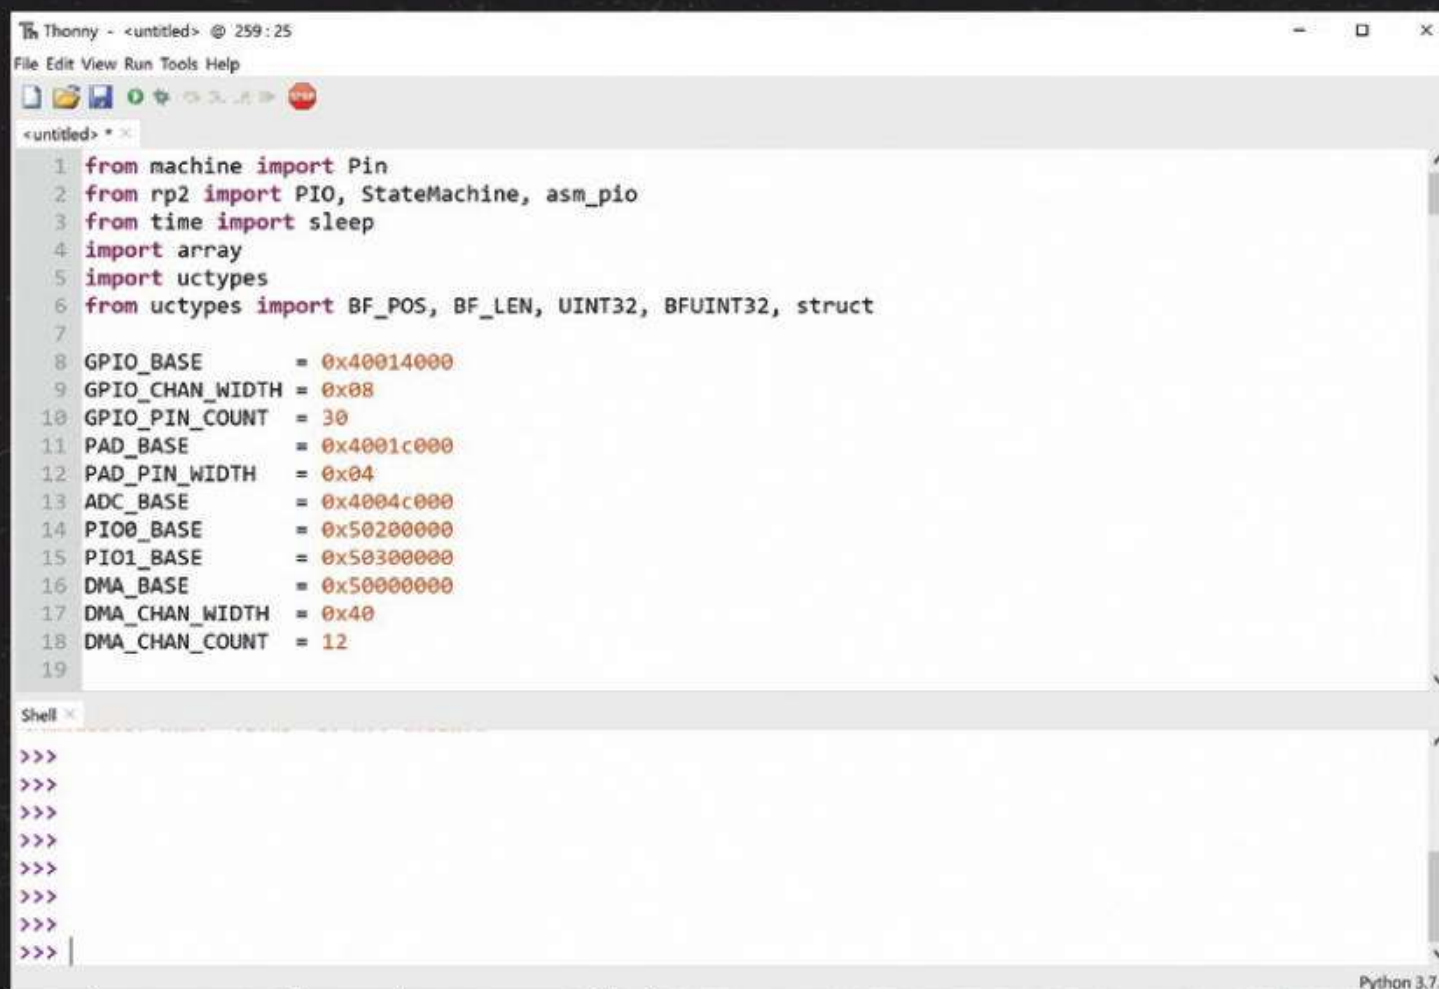 Thonny - <untitled> @ 259:25
File Edit View Run Tools Help
STOP
<untitled> *
1 from machine import Pin
2 from rp2 import PIO, StateMachine, asm_pio
3 from time import sleep
4 import array
5 import uctypes
6 from uctypes import BF_POS, BF_LEN, UINT32, BFUINT32, struct
7
8 GPIO_BASE = 0x40014000
9 GPIO_CHAN_WIDTH = 0x08
10 GPIO_PIN_COUNT = 30
11 PAD_BASE = 0x4001c000
12 PAD_PIN_WIDTH = 0x04
13 ADC_BASE = 0x4004c000
14 PIO0_BASE = 0x50200000
15 PIO1_BASE = 0x50300000
16 DMA_BASE = 0x50000000
17 DMA_CHAN_WIDTH = 0x40
18 DMA_CHAN_COUNT = 12
19
Shell
>>>
>>>
>>>
>>>
>>>
>>>
>>>
>>>
Python 3.7.